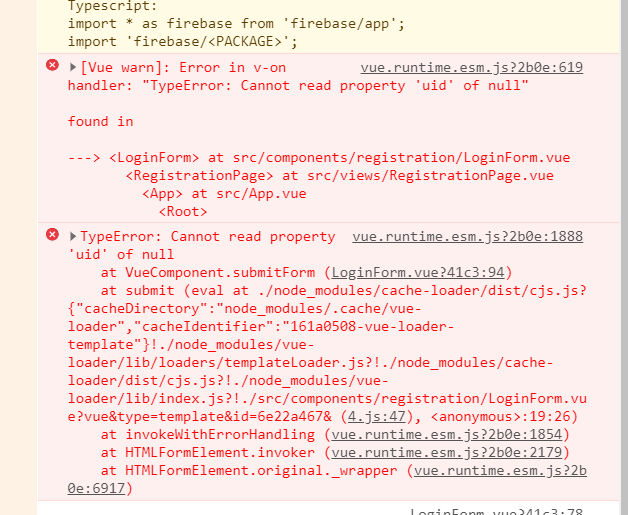 Typescript:
import * as firebase from 'firebase/app';
import 'firebase/<PACKAGE>';
[Vue warn]: Error in v-on vue.runtime.esm.js?2b0e:619
handler: "TypeError: Cannot read property 'uid' of null"
found in
---> <LoginForm> at src/components/registration/LoginForm.vue
<RegistrationPage> at src/views/RegistrationPage.vue
<App> at src/App.vue
<Root>
TypeError: Cannot read property vue.runtime.esm.js?2b0e:1888
'uid' of null
at VueComponent.submitForm (LoginForm.vue?41c3:94)
at submit (eval at ./node_modules/cache-loader/dist/cjs.js?
{"cacheDirectory":"node_modules/.cache/vue-
loader","cacheIdentifier":"161a0508-vue-loader-
template"}!./node_modules/vue-
loader/lib/loaders/templateLoader.js?!./node_modules/cache-
loader/dist/cjs.js?!./node_modules/vue-
loader/lib/index.js?!./src/components/registration/LoginForm.vu
e?vue&type=template&id=6e22a467& (4.js:47), <anonymous>:19:26)
at invokeWithErrorHandling (vue.runtime.esm.js?2b0e:1854)
at HTMLFormElement.invoker (vue.runtime.esm.js?2b0e:2179)
at HTMLFormElement.original._wrapper (vue.runtime.esm.js?2b
0e:6917)
LoginForm.vue?41c3:78